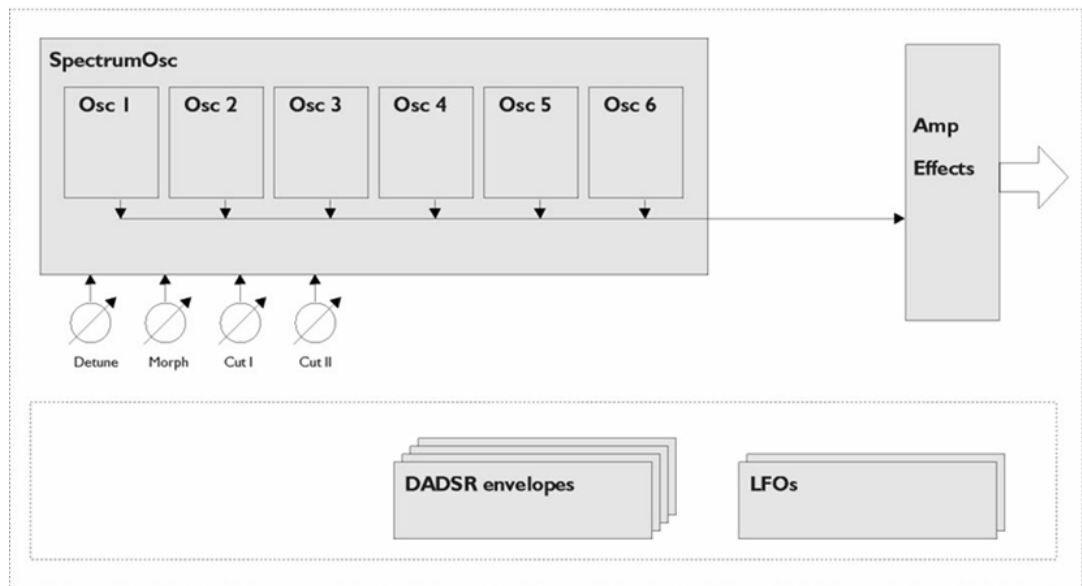 SpectrumOsc
Osc 1
Osc 2
Osc 3
Osc 4
Osc 5
Osc 6
Amp
Effects
Detune
Morph
Cut I
Cut II
DADSR envelopes
LFOs